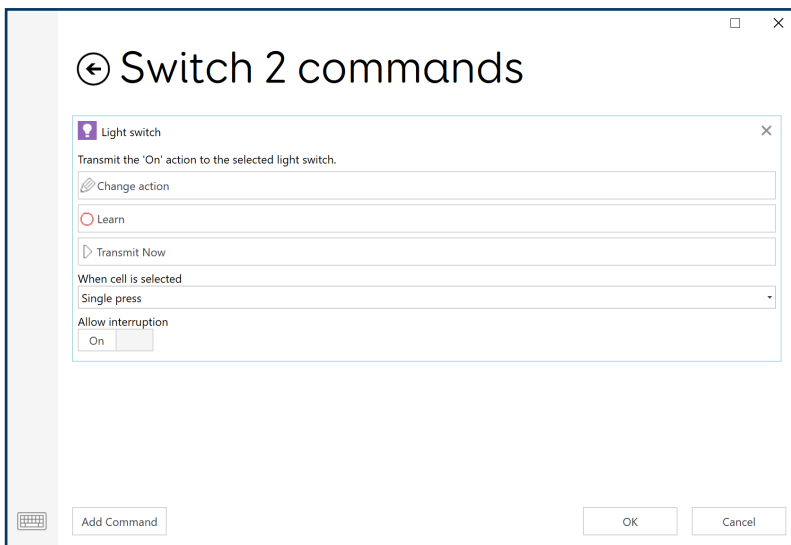 Switch 2 commands
Light switch
Transmit the 'On' action to the selected light switch.
Change action
Learn
Transmit Now
When cell is selected
Single press
Allow interruption
On
Add Command OK Cancel